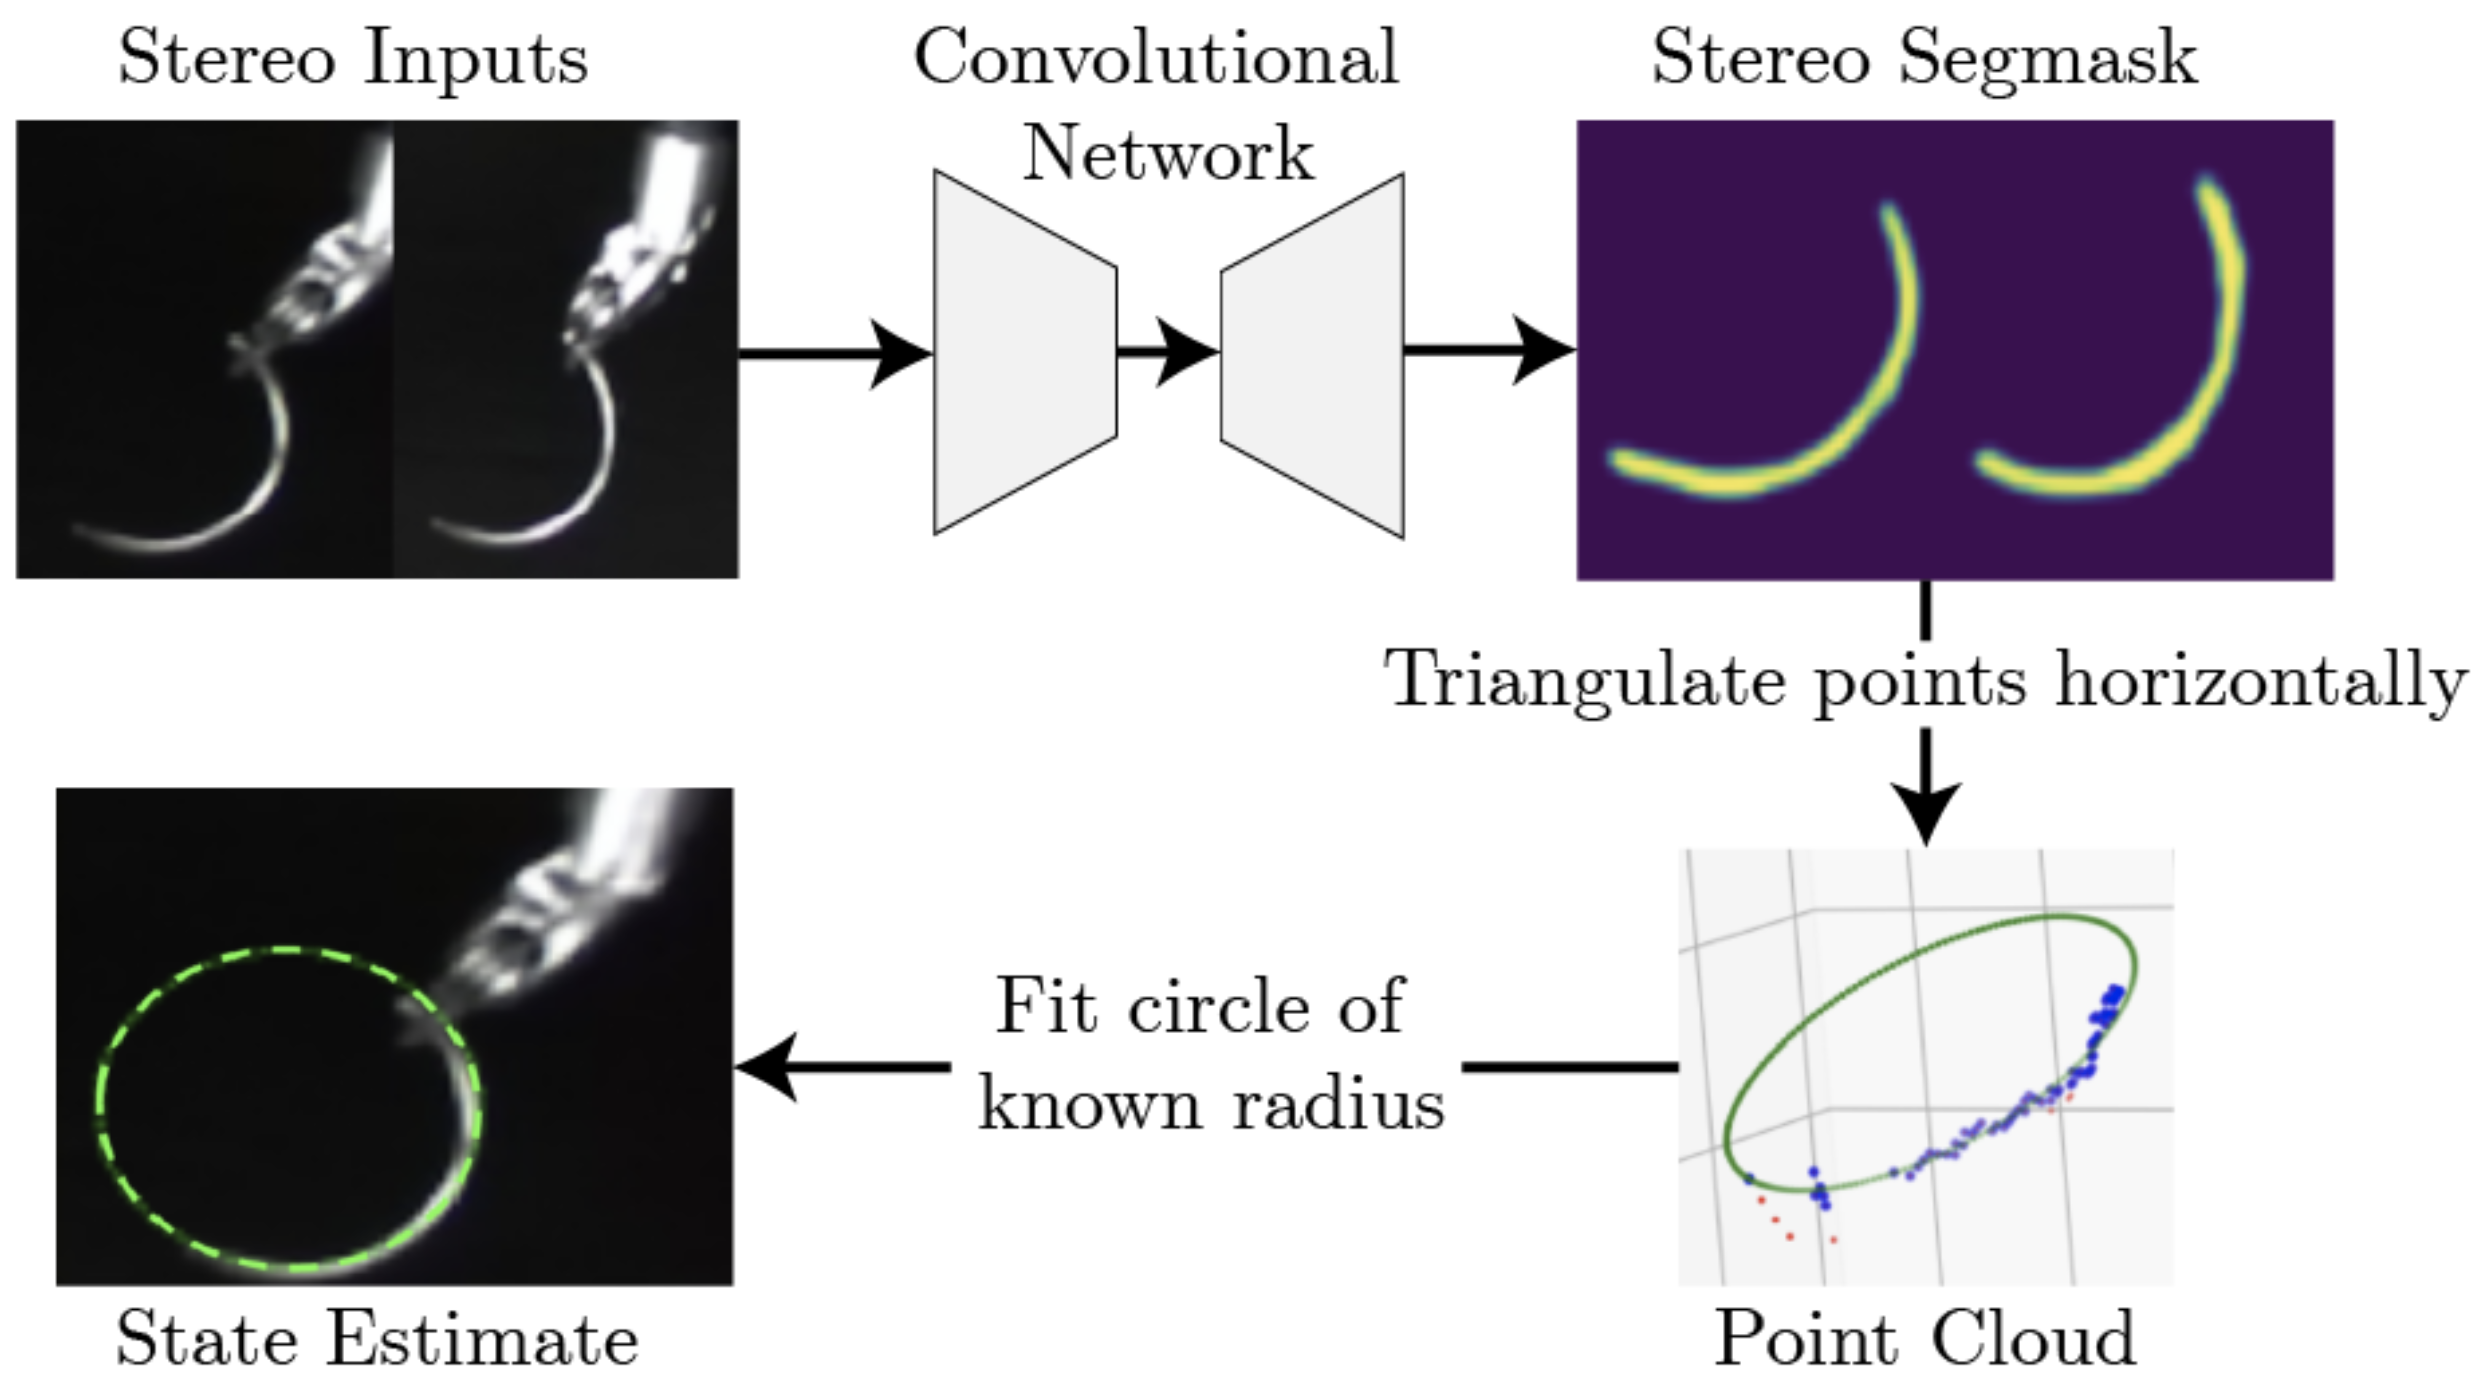 Stereo Inputs
Convolutional
Network
Stereo Segmask
Triangulate points horizontally
Fit circle of
known radius
State Estimate
Point Cloud